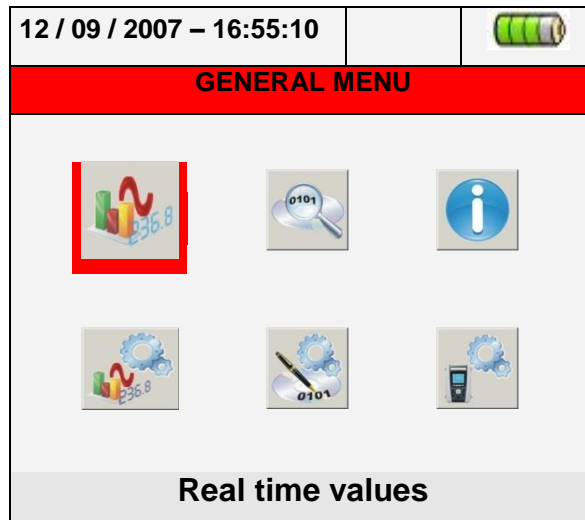 12 / 09 / 2007 – 16:55:10
GENERAL MENU
236.8
0101
236.8
0101
Real time values